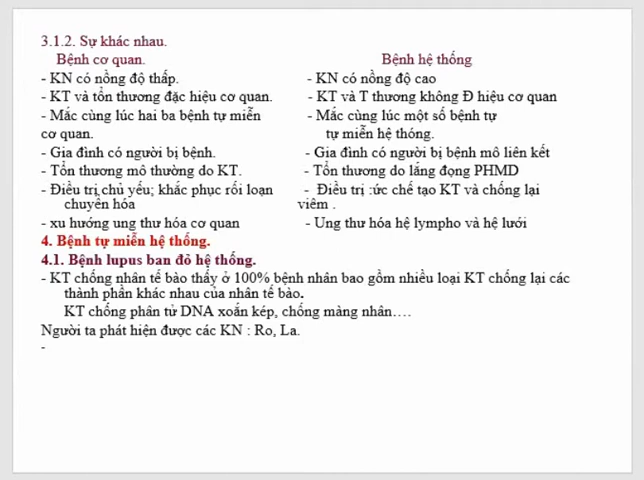 3.1.2. Sự khác nhau.
Bệnh cơ quan. Bệnh hệ thống
- KN có nồng độ thấp. - KN có nồng độ cao
- KT và tổn thương đặc hiệu cơ quan. - KT và T thương không Đ hiệu cơ quan
- Mắc cùng lúc hai ba bệnh tự miễn - Mắc cùng lúc một số bệnh tự
cơ quan. tự miễn hệ thóng.
- Gia đình có người bị bệnh. - Gia đình có người bị bệnh mô liên kết
- Tổn thương mô thường do KT. - Tổn thương do lắng đọng PHMD
- Điều trị chủ yếu; khắc phục rối loạn - Điều trị :ức chế tạo KT và chống lại
chuyên hóa viêm .
- xu hướng ung thư hóa cơ quan - Ung thư hóa hệ lympho và hệ lưới
4. Bệnh tự miễn hệ thống.
4.1. Bệnh lupus ban đỏ hệ thống.
- KT chống nhân tế bào thấy ở 100% bệnh nhân bao gồm nhiều loại KT chống lại các
thành phần khác nhau của nhân tế bào.
KT chống phân tử DNA xoắn kép, chống màng nhân….
Người ta phát hiện được các KN : Ro, La.
-